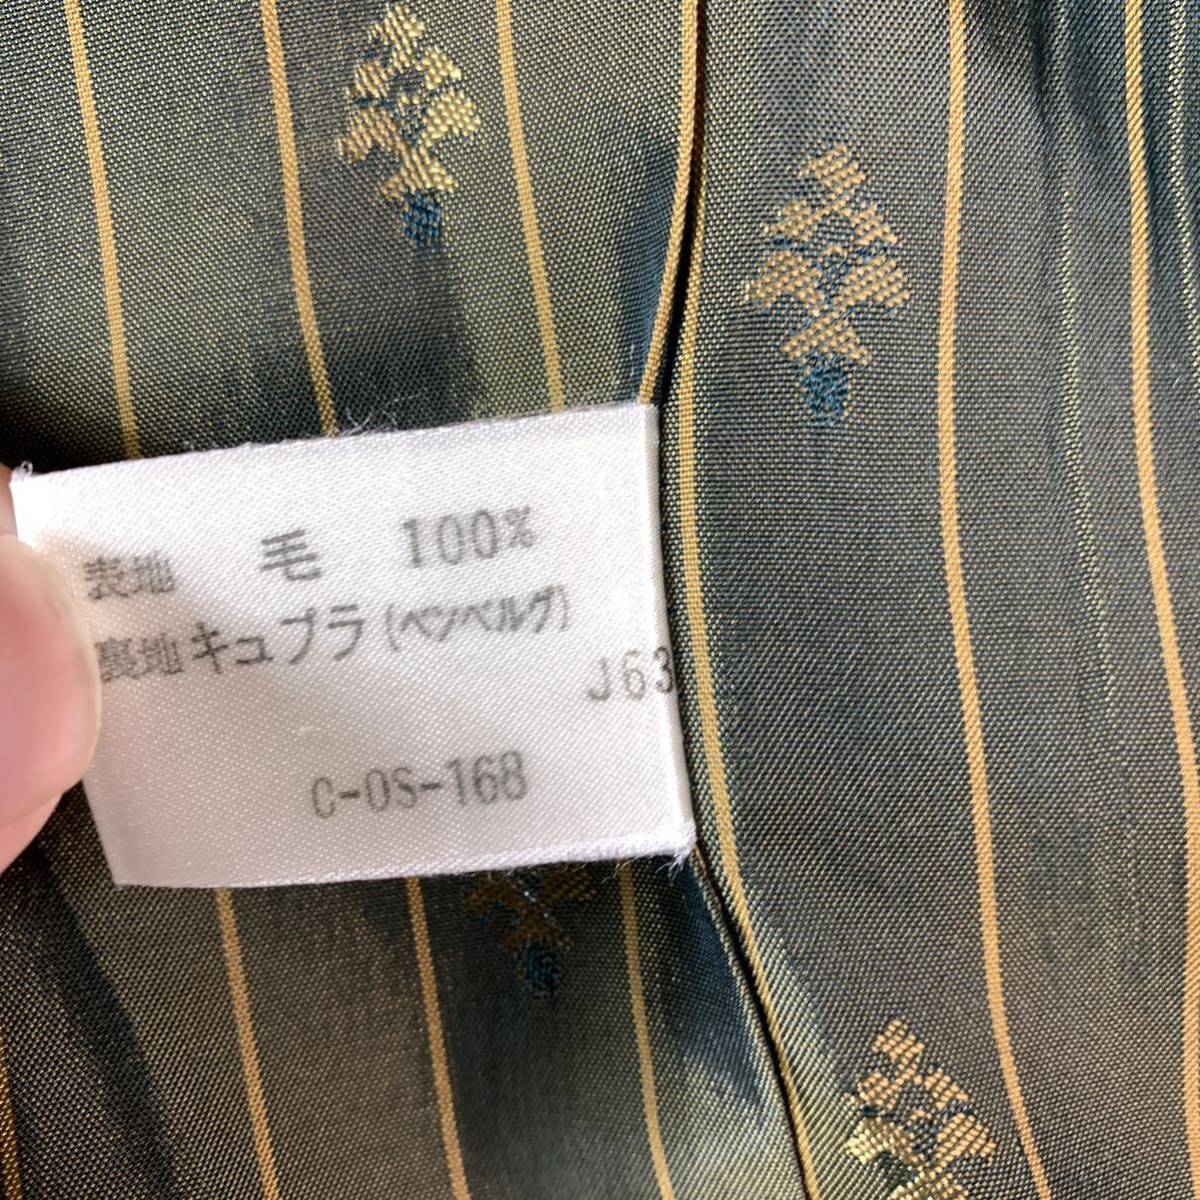 表地 毛 100%
裏地キュプラ(ベンベルグ)
J63
C-OS-168